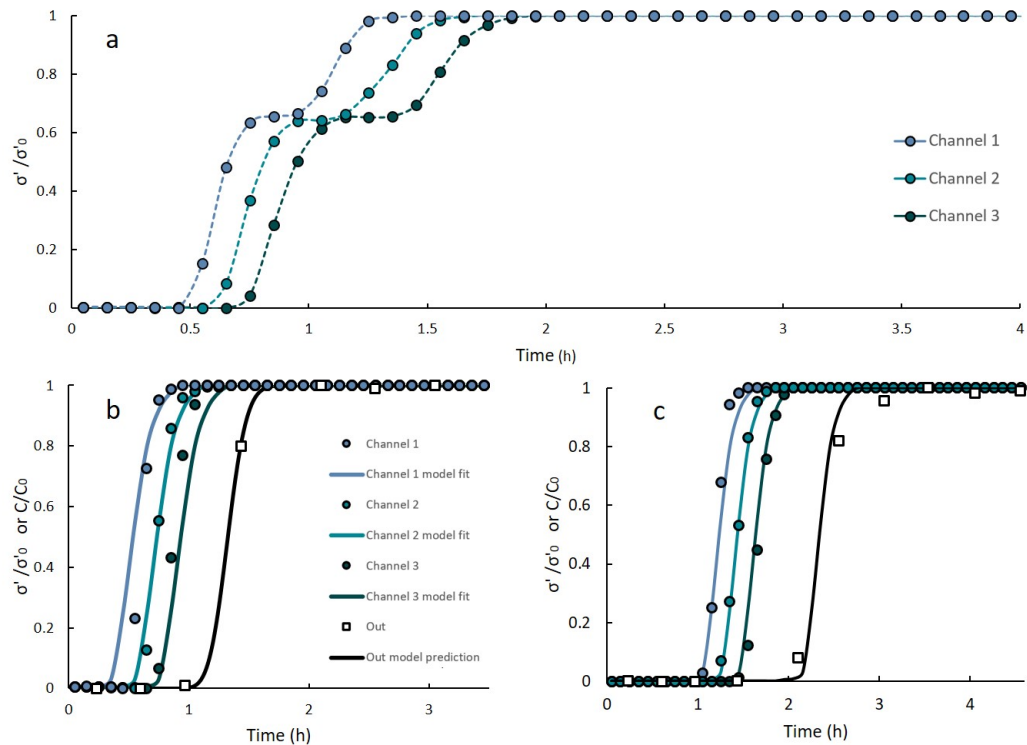 a
σ' /σ'0
1
0.8
0.6
0.4
0.2
0
0
0.5
1
1.5
2
2.5
3
3.5
4
Time (h)
Channel 1
Channel 2
Channel 3
b
σ' /σ'0 or C/C0
1
0.8
0.6
0.4
0.2
0
0
1
2
3
Time (h)
Channel 1
Channel 1 model fit
Channel 2
Channel 2 model fit
Channel 3
Channel 3 model fit
Out
Out model prediction
c
σ' /σ'0 or C/C0
1
0.8
0.6
0.4
0.2
0
0
1
2
3
4
Time (h)